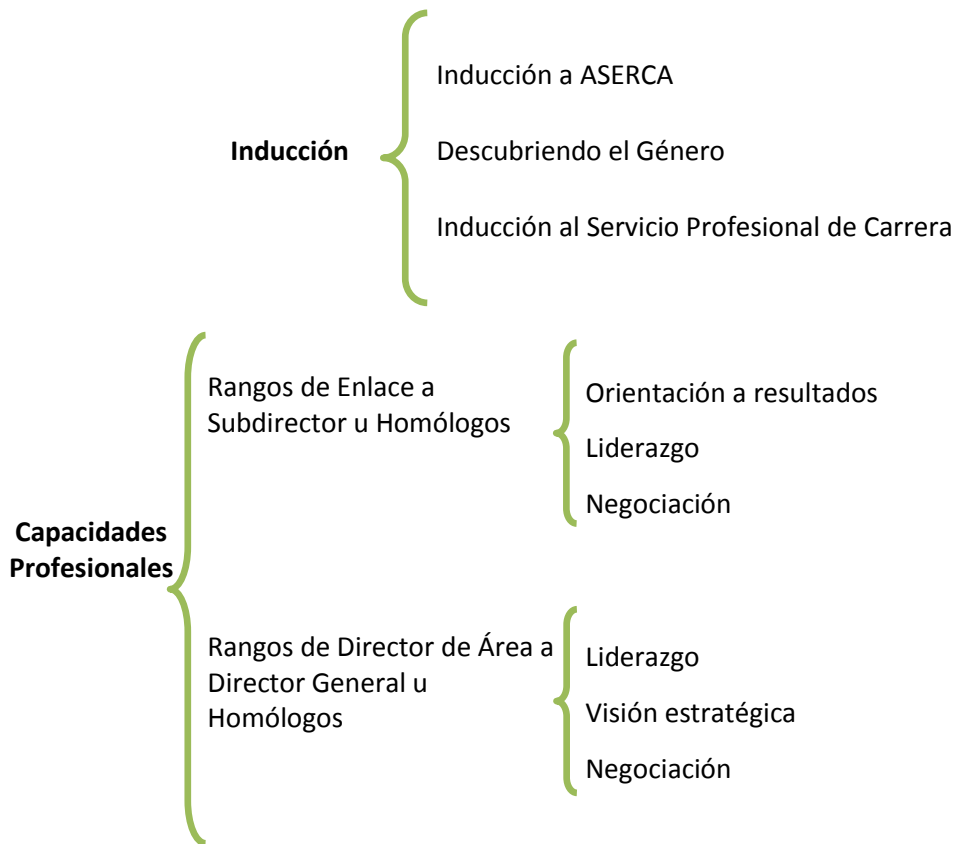 Inducción
Inducción a ASERCA
Descubriendo el Género
Inducción al Servicio Profesional de Carrera
Capacidades
Profesionales
Rangos de Enlace a
Subdirector u Homólogos
Orientación a resultados
Liderazgo
Negociación
Rangos de Director de Área a
Director General u
Homólogos
Liderazgo
Visión estratégica
Negociación